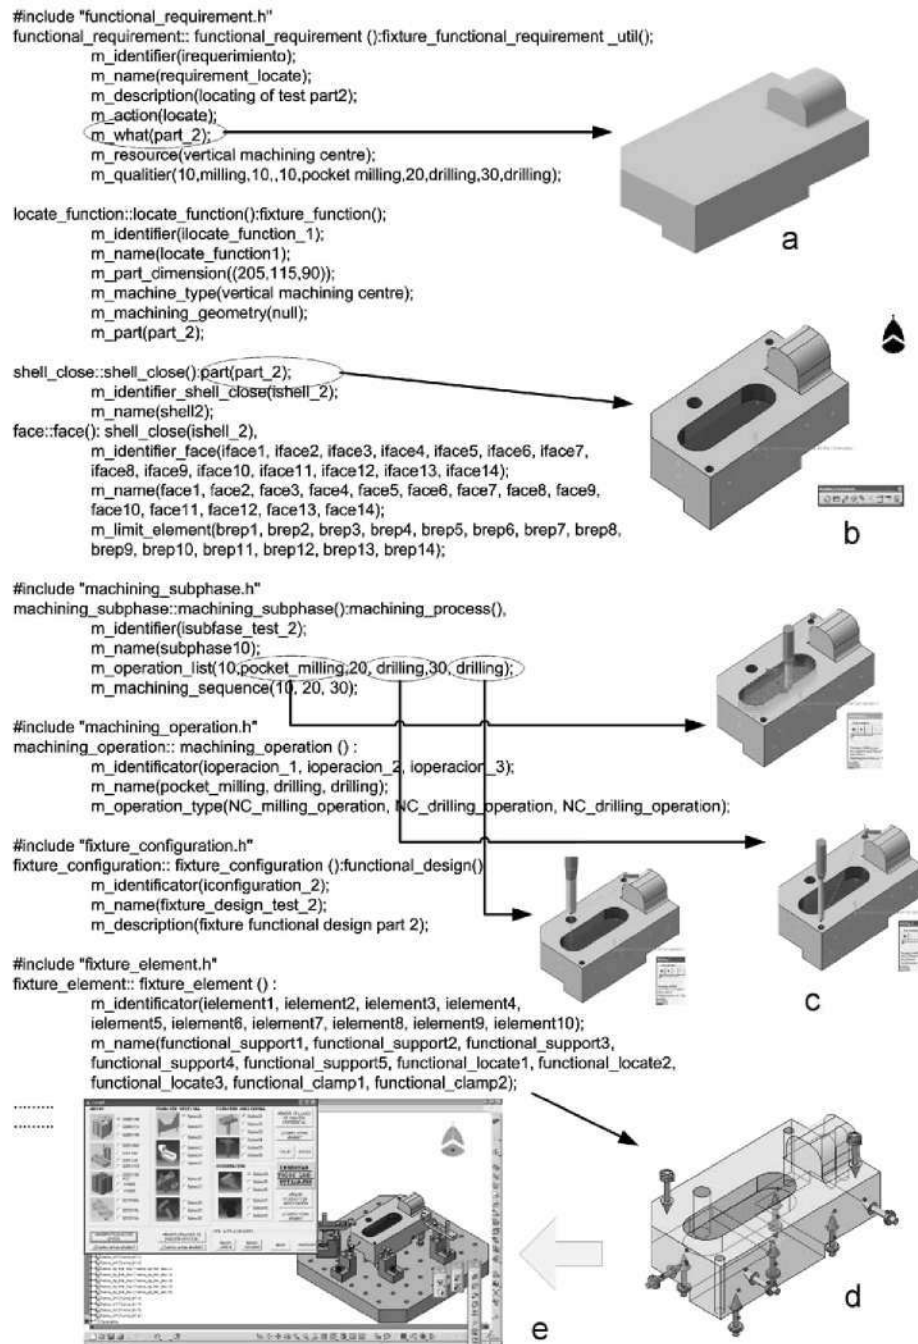 #include "functional_requirement.h"
functional_requirement:: functional_requirement ():fixture_functional_requirement _util();
m_identifier(irequerimiento);
m_name(requirement_locate);
m_description(locating of test part2);
m_action(locate);
m_what(part_2);
m_resource(vertical machining centre);
m_qualitier(10,milling,10,,10,pocket milling,20,drilling,30,drilling);
a
locate_function::locate_function():fixture_function();
m_identifier(ilocate_function_1);
m_name(locate_function1);
m_part_dimension((205,115,90));
m_machine_type(vertical machining centre);
m_machining_geometry(null);
m_part(part_2);
shell_close::shell_close():part(part_2);
m_identifier_shell_close(ishell_2);
m_name(shell2);
face::face(): shell_close(ishell_2),
m_identifier_face(iface1, iface2, iface3, iface4, iface5, iface6, iface7,
iface8, iface9, iface10, iface11, iface12, iface13, iface14);
m_name(face1, face2, face3, face4, face5, face6, face7, face8, face9,
face10, face11, face12, face13, face14);
m_limit_element(brep1, brep2, brep3, brep4, brep5, brep6, brep7, brep8,
brep9, brep10, brep11, brep12, brep13, brep14);
b
#include "machining_subphase.h"
machining_subphase::machining_subphase():machining_process(),
m_identifier(isubfase_test_2);
m_name(subphase10);
m_operation_list(10,pocket_milling,20, drilling,30, drilling);
m_machining_sequence(10, 20, 30);
#include "machining_operation.h"
machining_operation:: machining_operation () :
m_identificator(ioperacion_1, ioperacion_2, ioperacion_3);
m_name(pocket_milling, drilling, drilling);
m_operation_type(NC_milling_operation, NC_drilling_operation, NC_drilling_operation);
#include "fixture_configuration.h"
fixture_configuration:: fixture_configuration ():functional_design()
m_identificator(iconfiguration_2);
m_name(fixture_design_test_2);
m_description(fixture functional design part 2);
c
#include "fixture_element.h"
fixture_element:: fixture_element () :
m_identificator(ielement1, ielement2, ielement3, ielement4,
ielement5, ielement6, ielement7, ielement8, ielement9, ielement10);
m_name(functional_support1, functional_support2, functional_support3,
functional_support4, functional_support5, functional_locate1, functional_locate2,
functional_locate3, functional_clamp1, functional_clamp2);
........
........
d
e